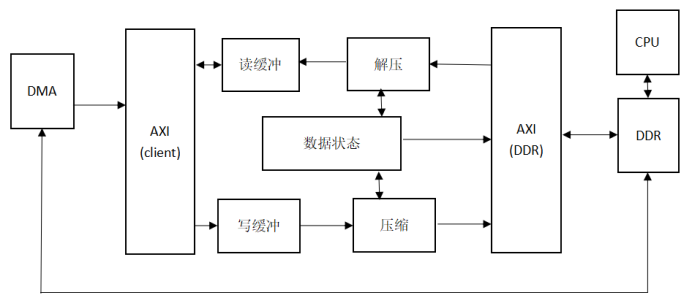 DMA
AXI
(client)
读缓冲
解压
数据状态
写缓冲
压缩
AXI
(DDR)
CPU
DDR